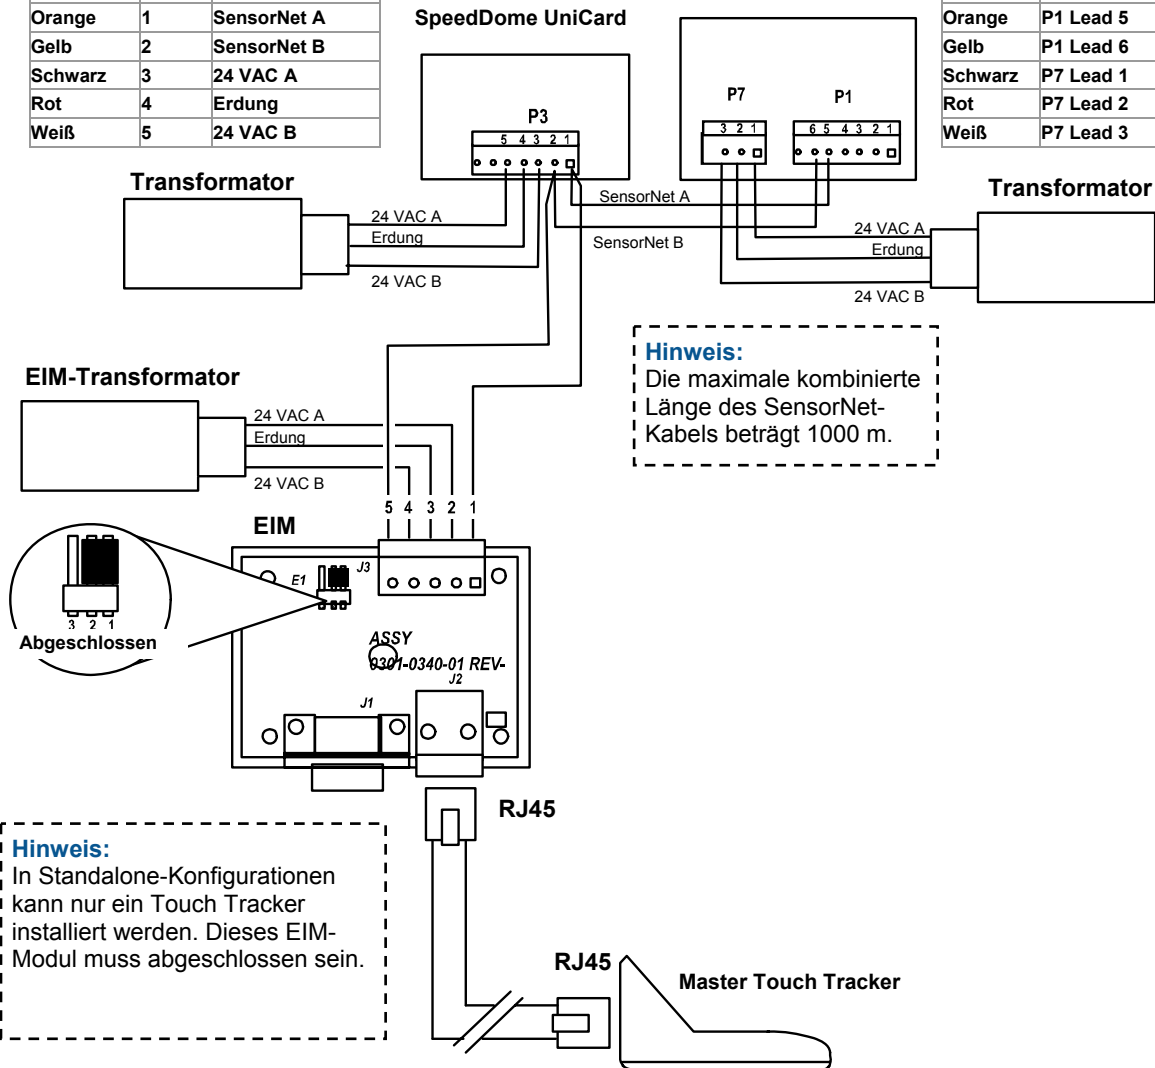 Orange 1 SensorNet A
Gelb 2 SensorNet B
Schwarz 3 24 VAC A
Rot 4 Erdung
Weiß 5 24 VAC B
SpeedDome UniCard
Orange P1 Lead 5
Gelb P1 Lead 6
Schwarz P7 Lead 1
Rot P7 Lead 2
Weiß P7 Lead 3
P3
5 4 3 2 1
P7
3 2 1
P1
6 5 4 3 2 1
Transformator
24 VAC A
Erdung
24 VAC B
SensorNet A
SensorNet B
Transformator
24 VAC A
Erdung
24 VAC B
Hinweis:
Die maximale kombinierte
Länge des SensorNet-
Kabels beträgt 1000 m.
EIM-Transformator
24 VAC A
Erdung
24 VAC B
5 4 3 2 1
EIM
3 2 1
Abgeschlossen
E1
J3
ASSY
0301-0340-01 REV-
J2
J1
RJ45
Hinweis:
In Standalone-Konfigurationen
kann nur ein Touch Tracker
installiert werden. Dieses EIM-
Modul muss abgeschlossen sein.
RJ45
Master Touch Tracker